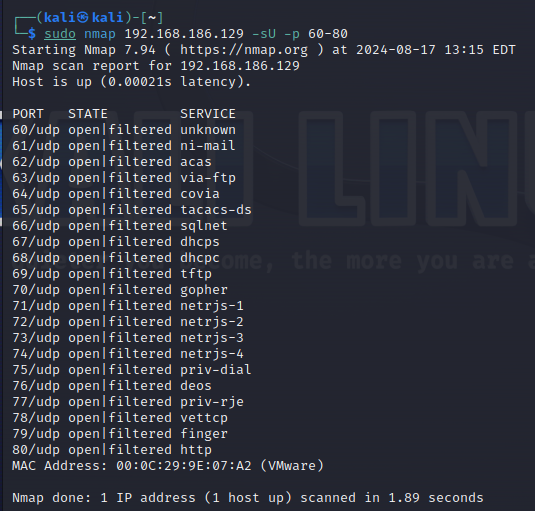 ┌──(kali㉿kali)-[~]
└─$ sudo nmap 192.168.186.129 -sU -p 60-80
Starting Nmap 7.94 ( https://nmap.org ) at 2024-08-17 13:15 EDT
Nmap scan report for 192.168.186.129
Host is up (0.00021s latency).

PORT   STATE         SERVICE
60/udp open|filtered unknown
61/udp open|filtered ni-mail
62/udp open|filtered acas
63/udp open|filtered via-ftp
64/udp open|filtered covia
65/udp open|filtered tacacs-ds
66/udp open|filtered sqlnet
67/udp open|filtered dhcps
68/udp open|filtered dhcpc
69/udp open|filtered tftp
70/udp open|filtered gopher
71/udp open|filtered netrjs-1
72/udp open|filtered netrjs-2
73/udp open|filtered netrjs-3
74/udp open|filtered netrjs-4
75/udp open|filtered priv-dial
76/udp open|filtered deos
77/udp open|filtered priv-rje
78/udp open|filtered vettcp
79/udp open|filtered finger
80/udp open|filtered http
MAC Address: 00:0C:29:9E:07:A2 (VMware)

Nmap done: 1 IP address (1 host up) scanned in 1.89 seconds